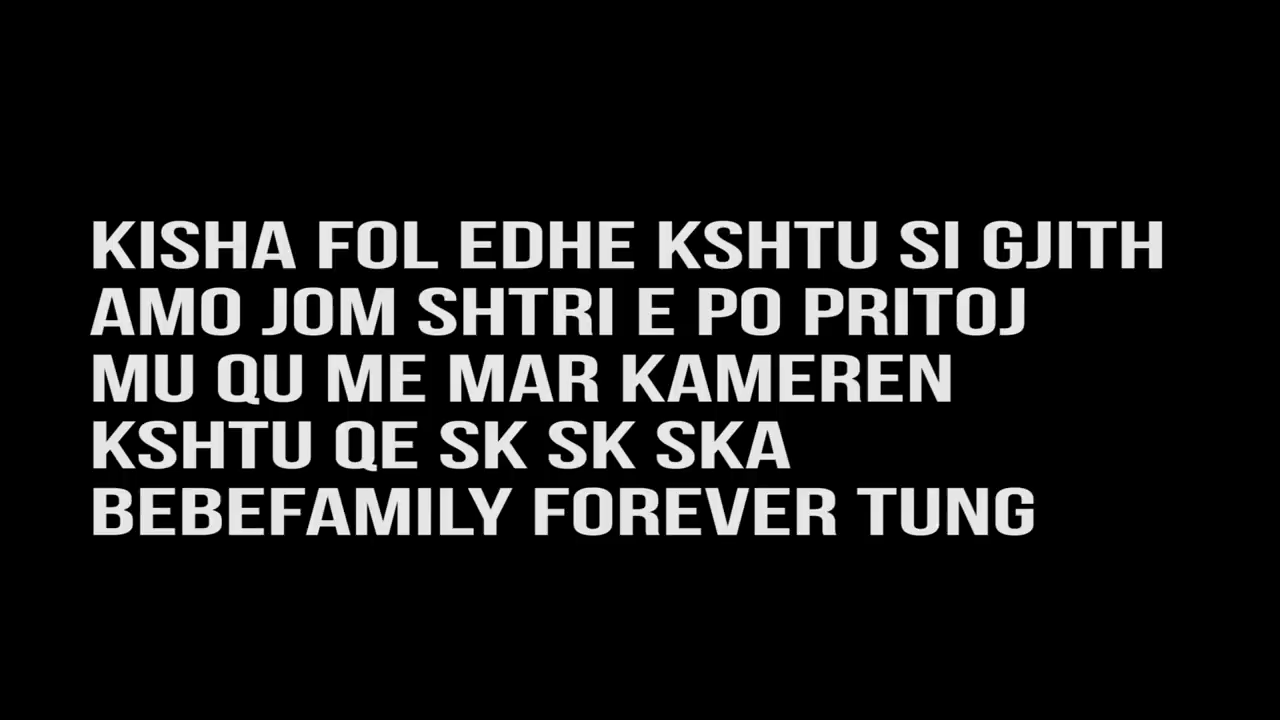 KISHA FOL EDHE KSHTU SI GJITH
AMO JOM SHTRI E PO PRITOJ
MU QU ME MAR KAMEREN
KSHTU QE SK SK SKA
BEBEFAMILY FOREVER TUNG